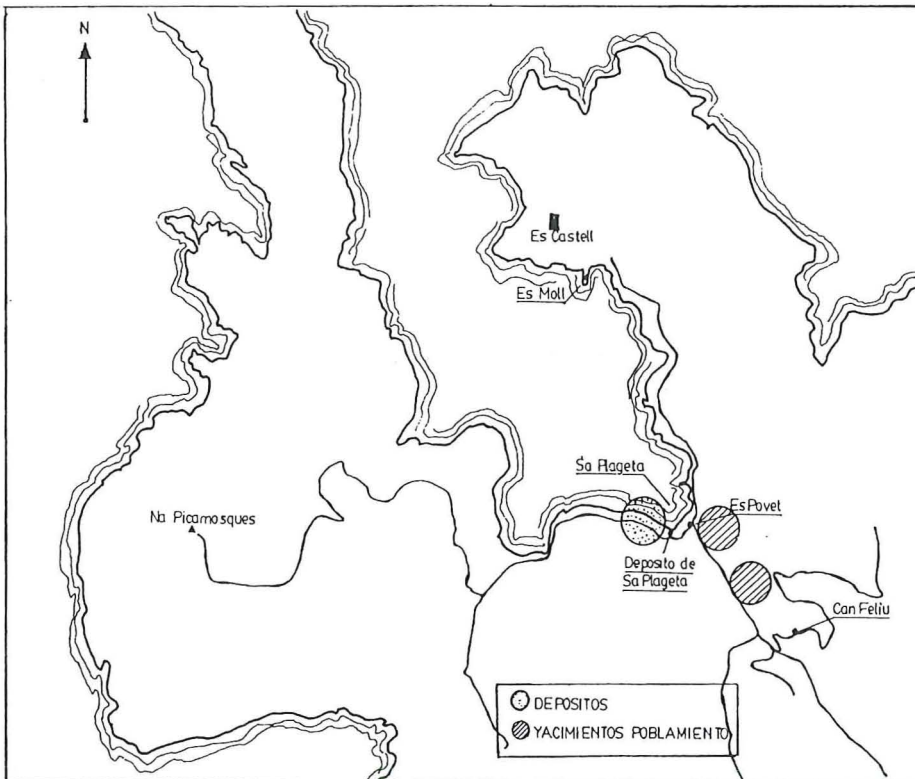 N
Es Castell
Es Moll
Sa Plageta
Es Povet
Na Picamosques
Deposito de
Sa Plageta
Can Feliu
DEPOSITOS
YACIMIENTOS POBLAMIENTO